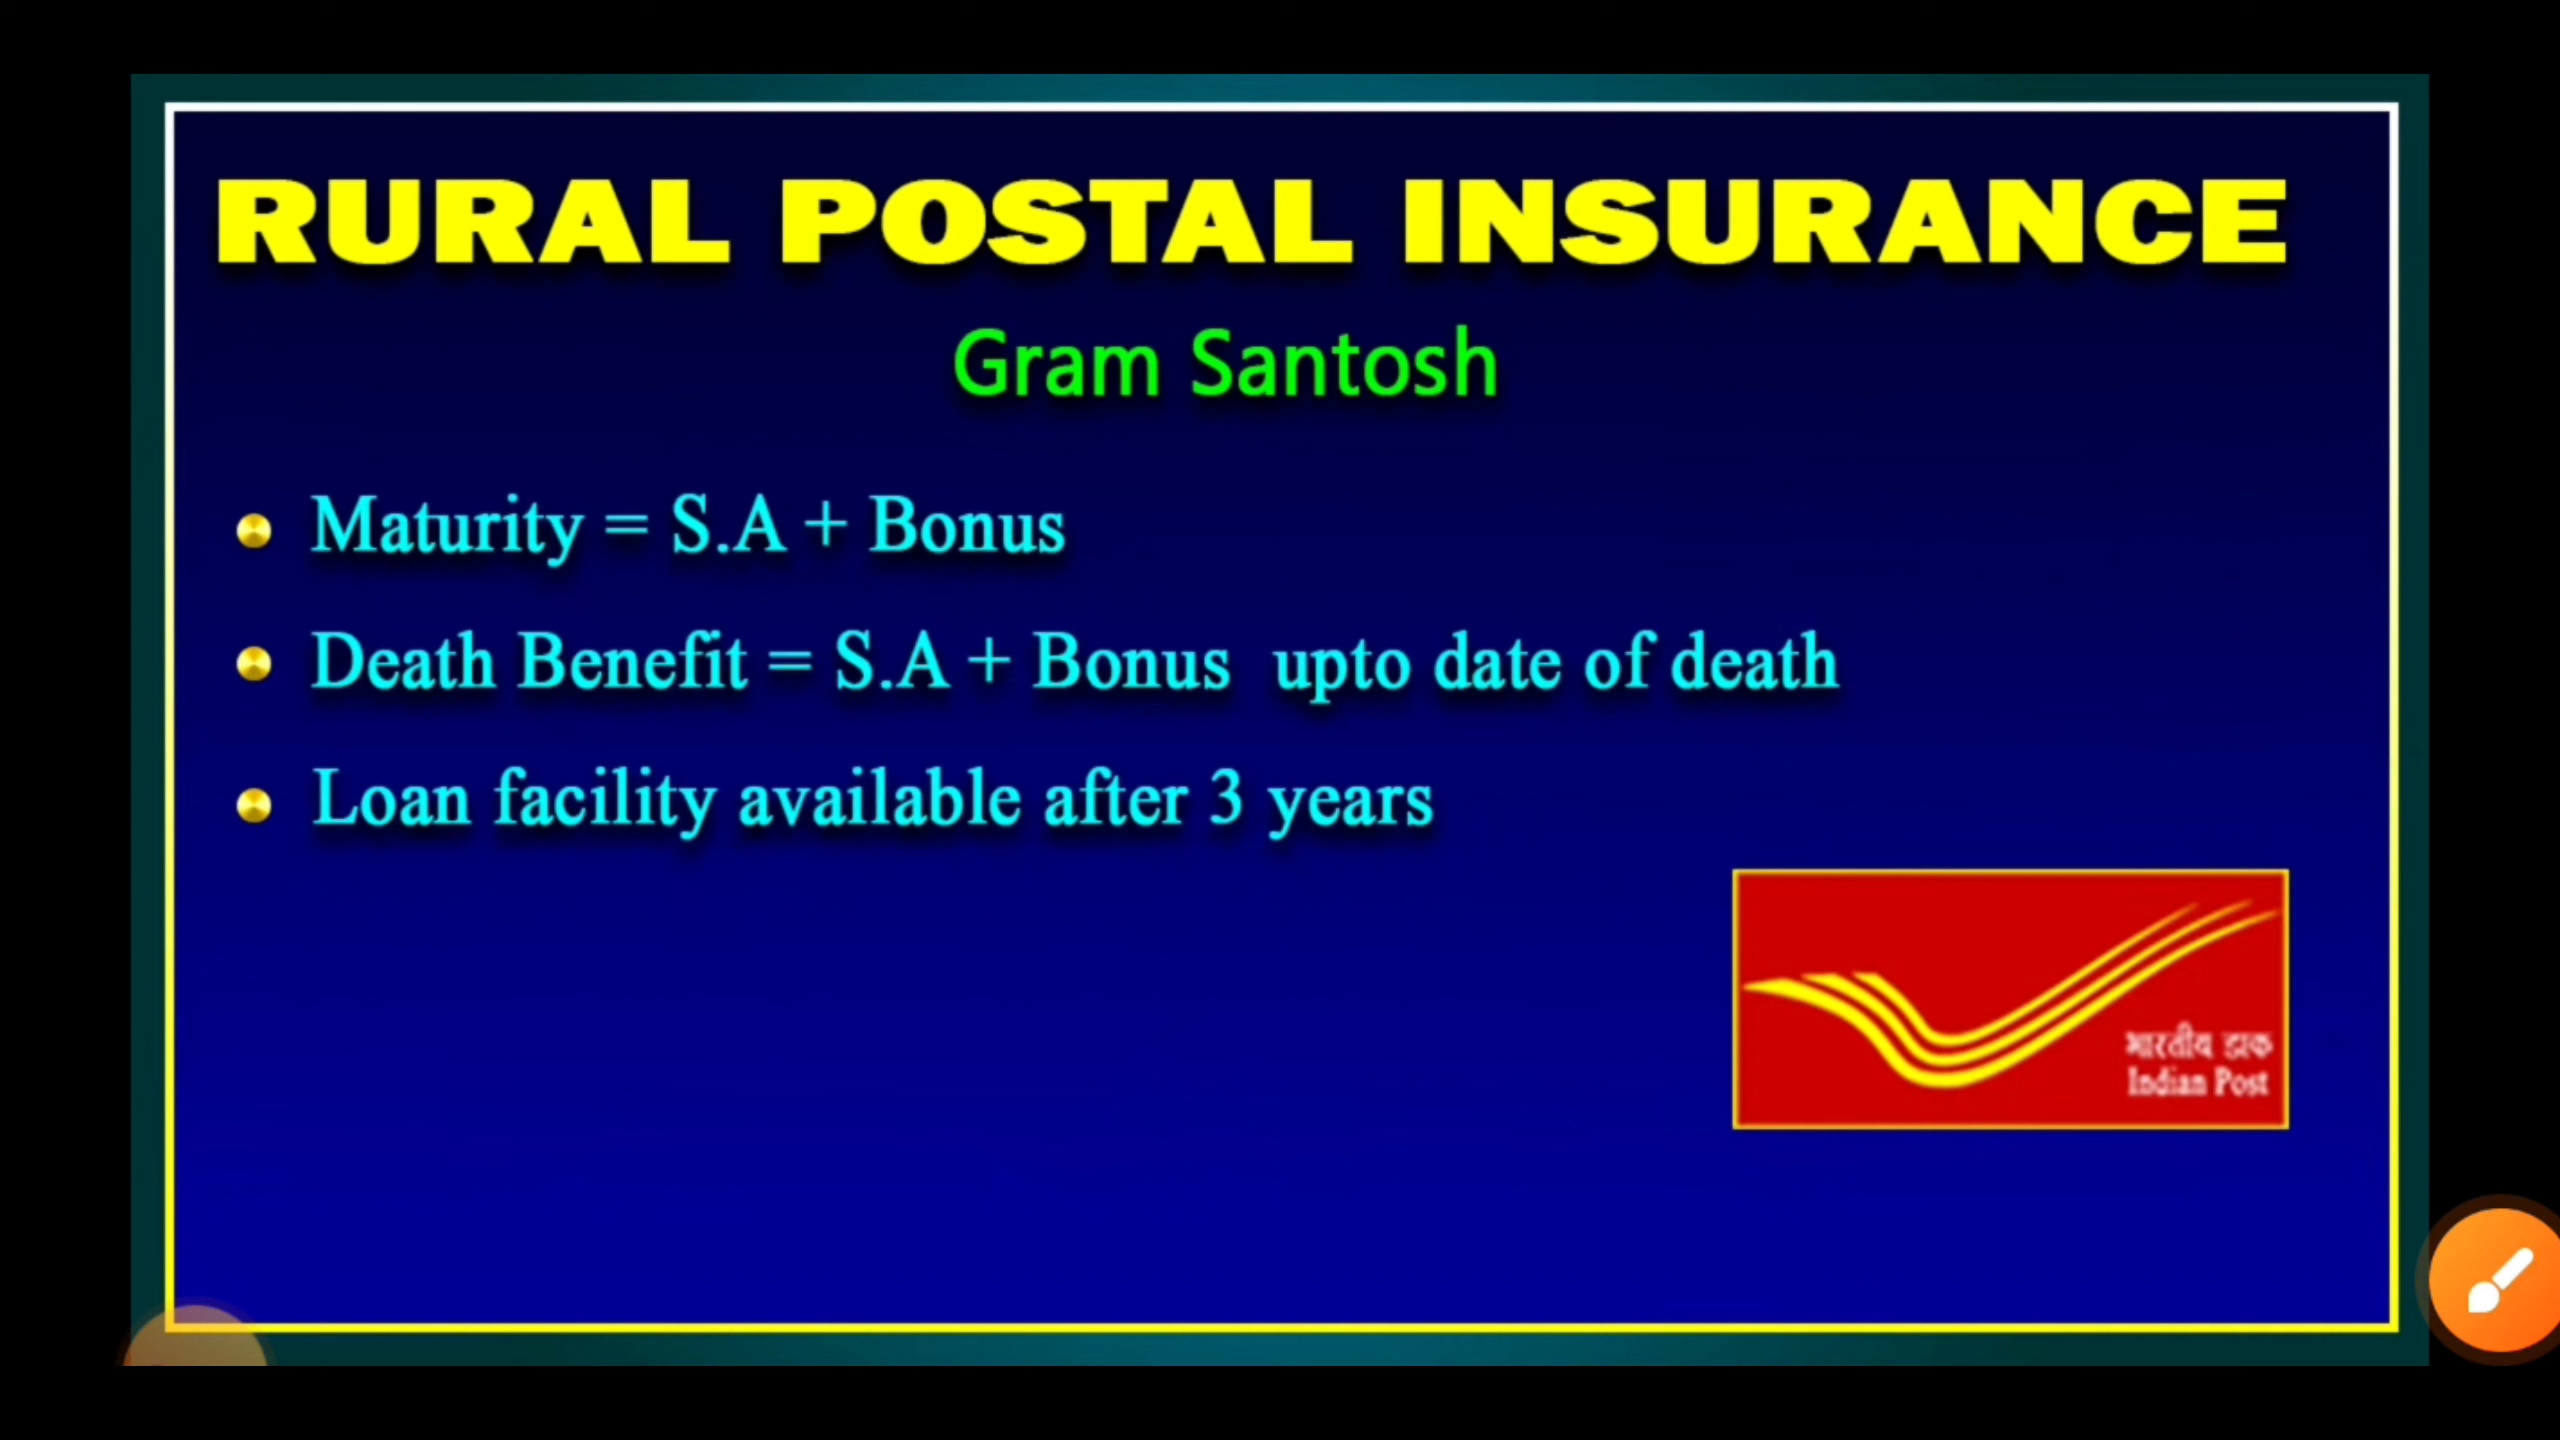 RURAL POSTAL INSURANCE
Gram Santosh
Maturity = S.A + Bonus
Death Benefit = S.A + Bonus upto date of death
Loan facility available after 3 years
भारतीय डाक
Indian Post